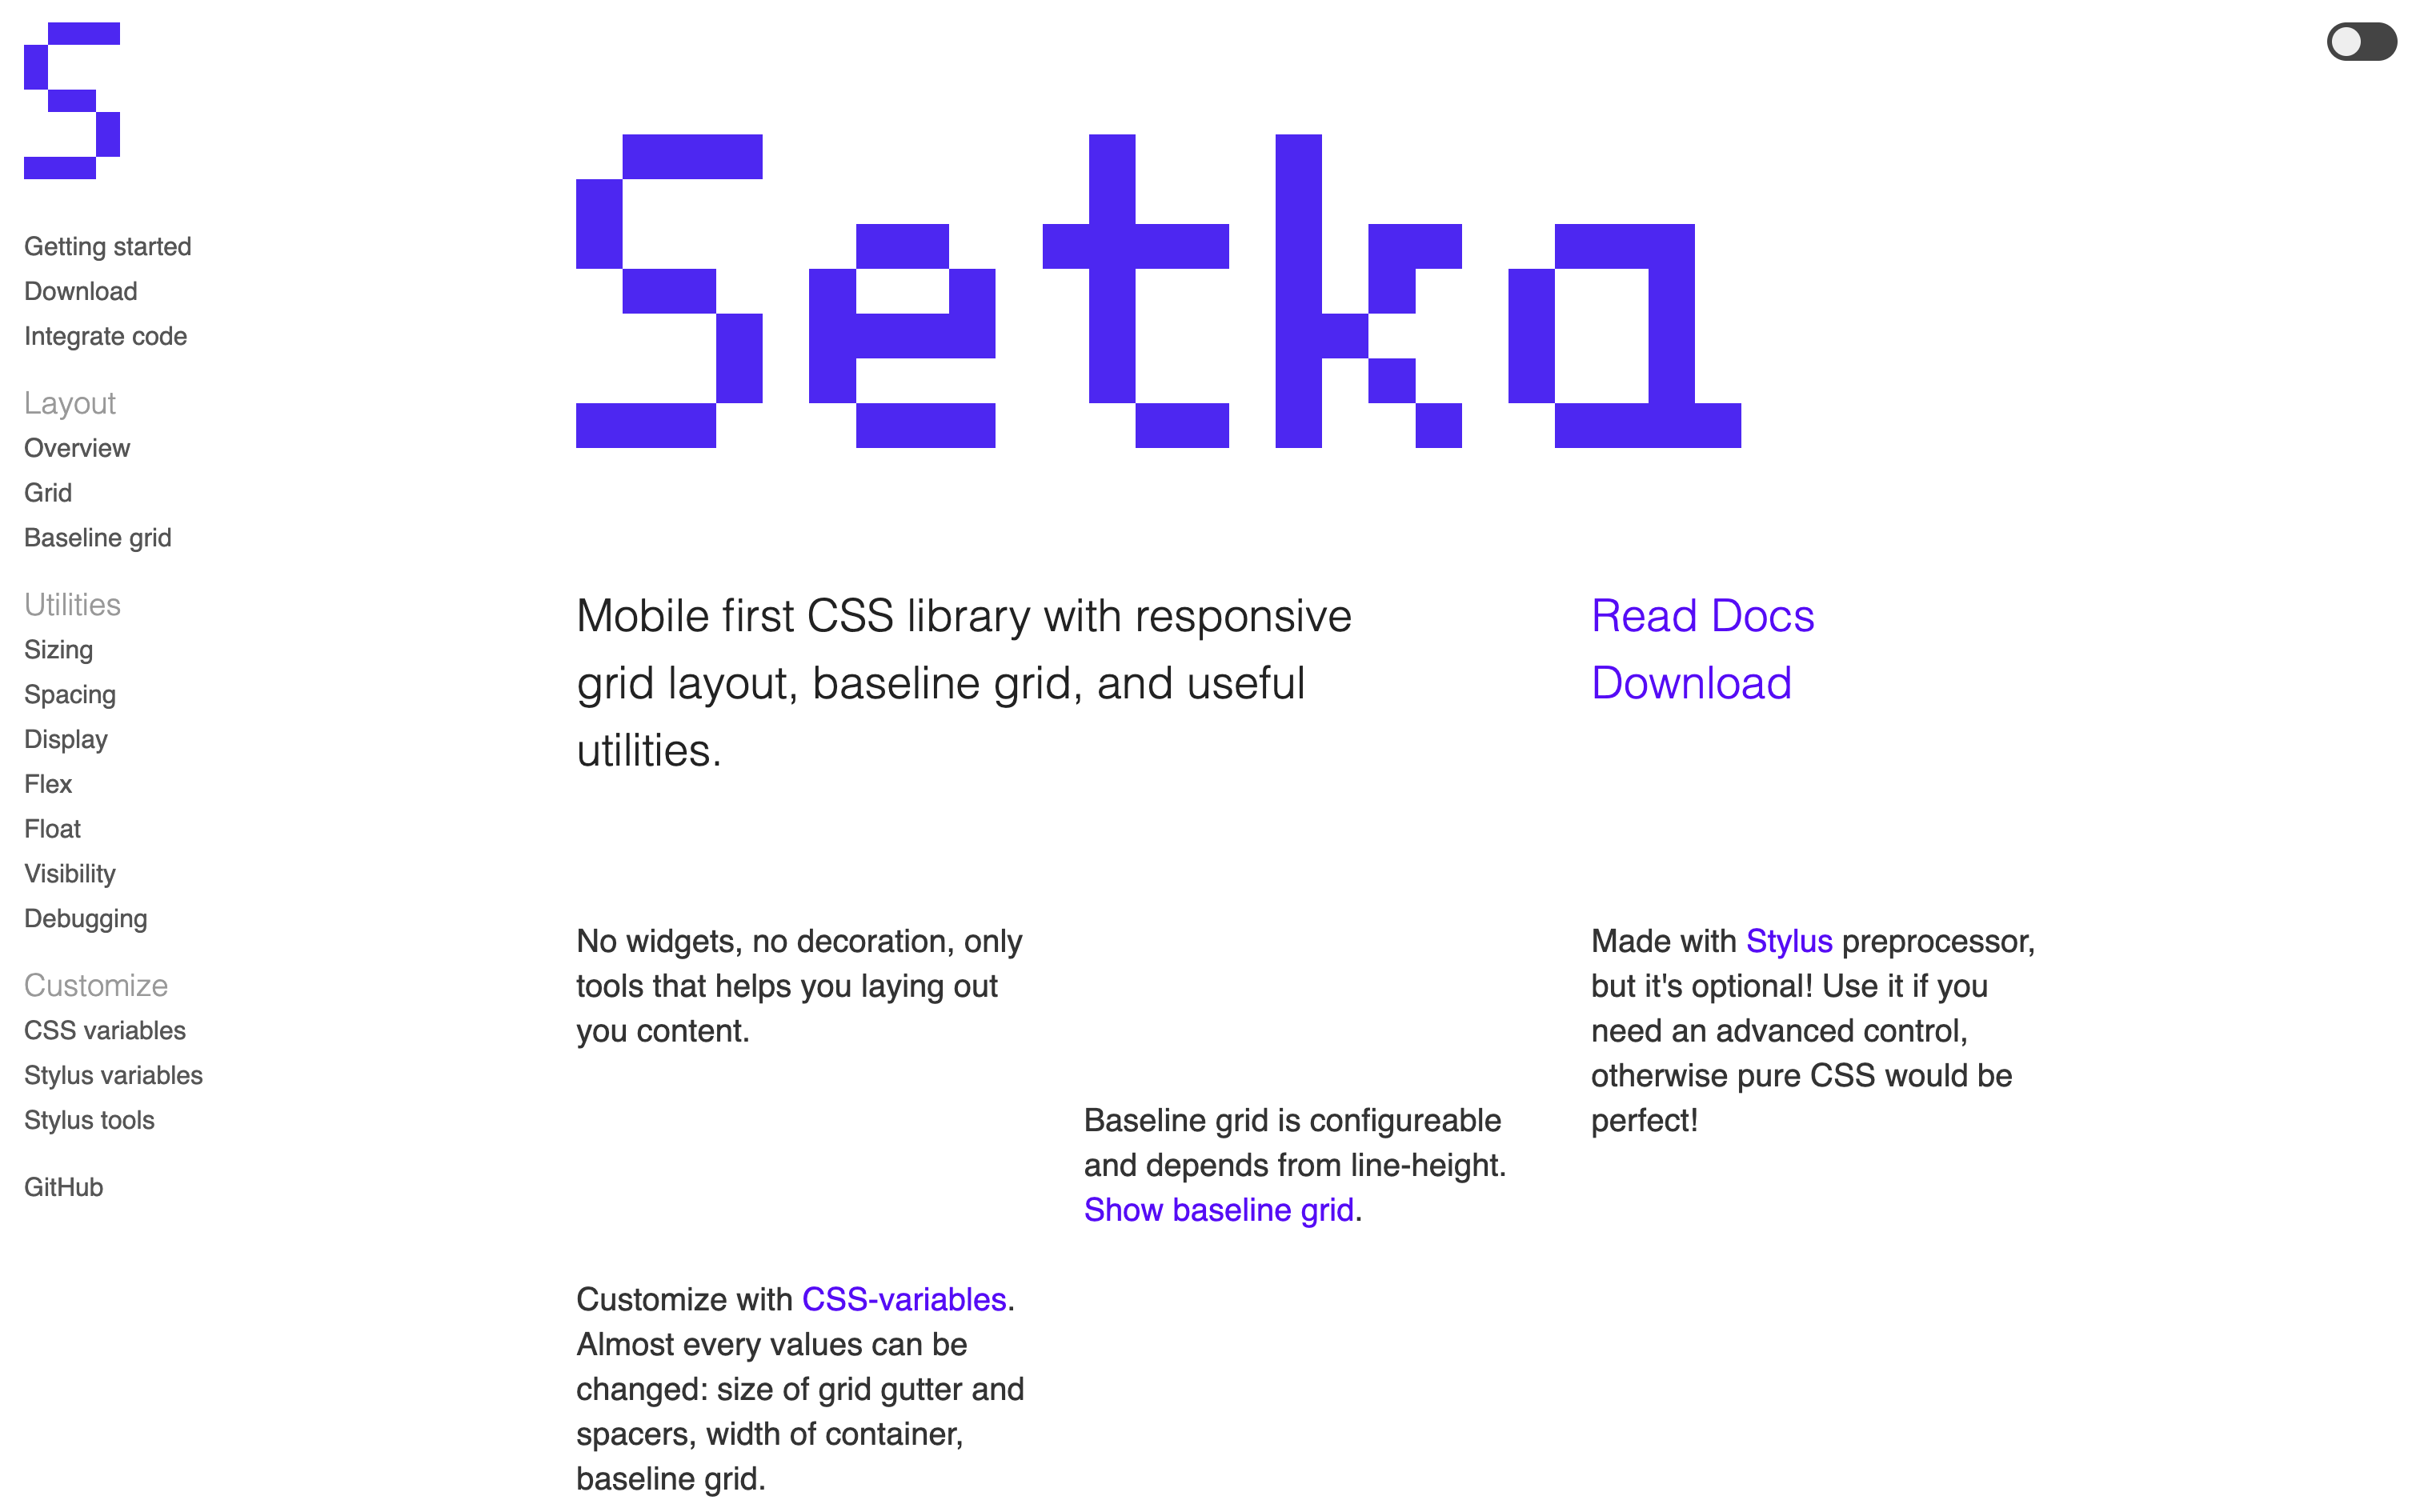 S
Getting started
Download
Integrate code
Layout
Overview
Grid
Baseline grid
Utilities
Sizing
Spacing
Display
Flex
Float
Visibility
Debugging
Customize
CSS variables
Stylus variables
Stylus tools
GitHub
Setka
Mobile first CSS library with responsive
grid layout, baseline grid, and useful
utilities.
Read Docs
Download
No widgets, no decoration, only
tools that helps you laying out
you content.
Made with Stylus preprocessor,
but it's optional! Use it if you
need an advanced control,
otherwise pure CSS would be
perfect!
Baseline grid is configureable
and depends from line-height.
Show baseline grid.
Customize with CSS-variables.
Almost every values can be
changed: size of grid gutter and
spacers, width of container,
baseline grid.